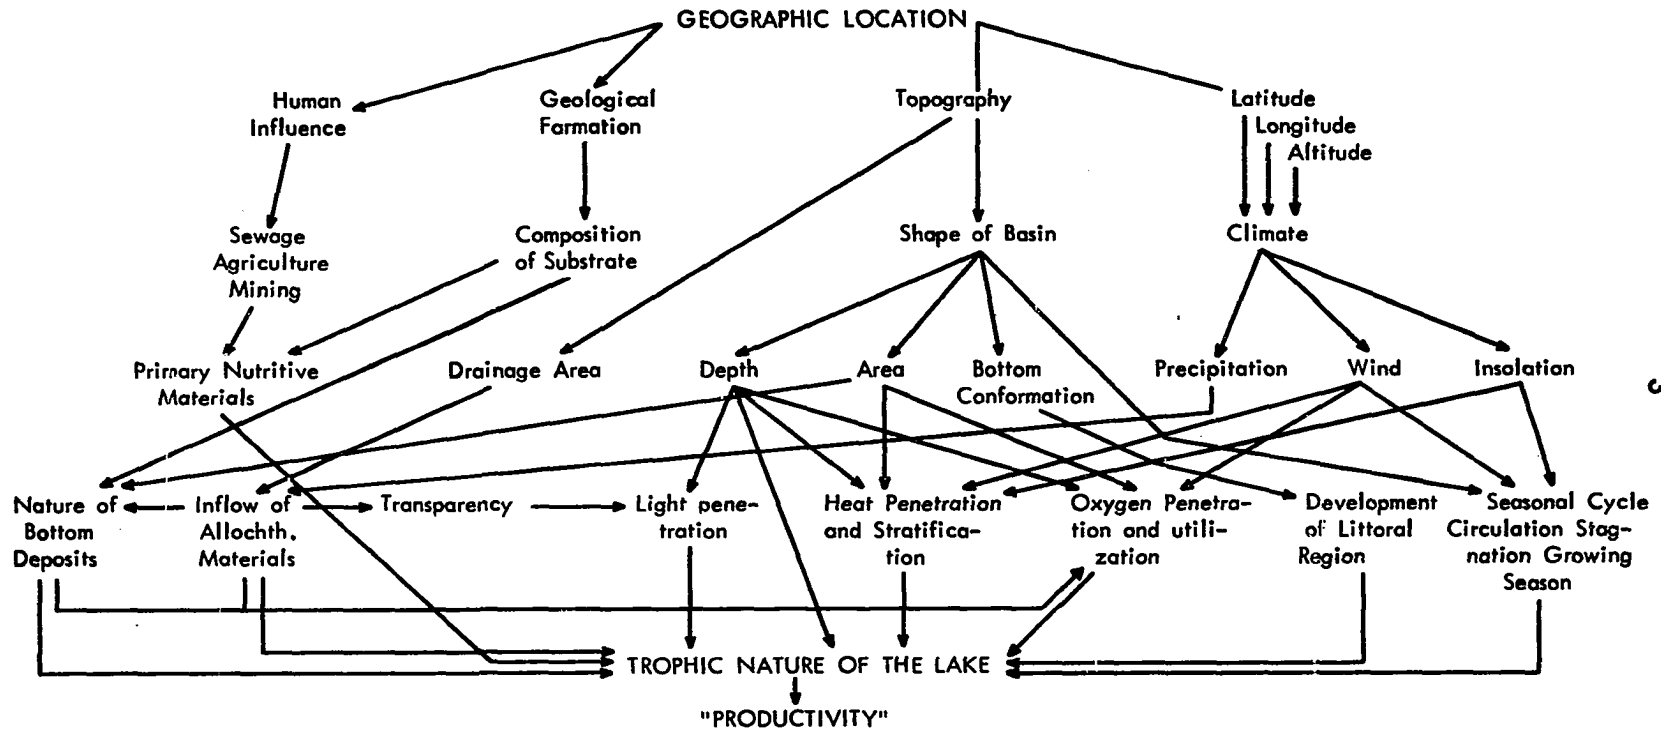 GEOGRAPHIC LOCATION
Human
Influence
Geological
Farmation
Topography
Latitude
Longitude
Altitude
Sewage
Agriculture
Mining
Composition
of Substrate
Shape of Basin
Climate
Primary Nutritive
Materials
Drainage Area
Depth
Area
Bottom
Conformation
Precipitation
Wind
Insolation
Nature of
Bottom
Deposits
Inflow of
Allochth.
Materials
Transparency
Light pene-
tration
Heat Penetration
and Stratifica-
tion
Oxygen Penetra-
tion and utili-
zation
Development
of Littoral
Region
Seasonal Cycle
Circulation Stag-
nation Growing
Season
TROPHIC NATURE OF THE LAKE
"PRODUCTIVITY"